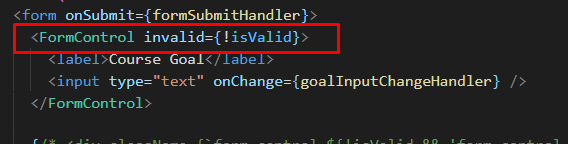 <form onSubmit={formSubmitHandler}>
<FormControl invalid={!isValid}>
<label>Course Goal</label>
<input type="text" onChange={goalInputChangeHandler} />
</FormControl>
{/* <div className={`form-control ${!isValid && 'form-control